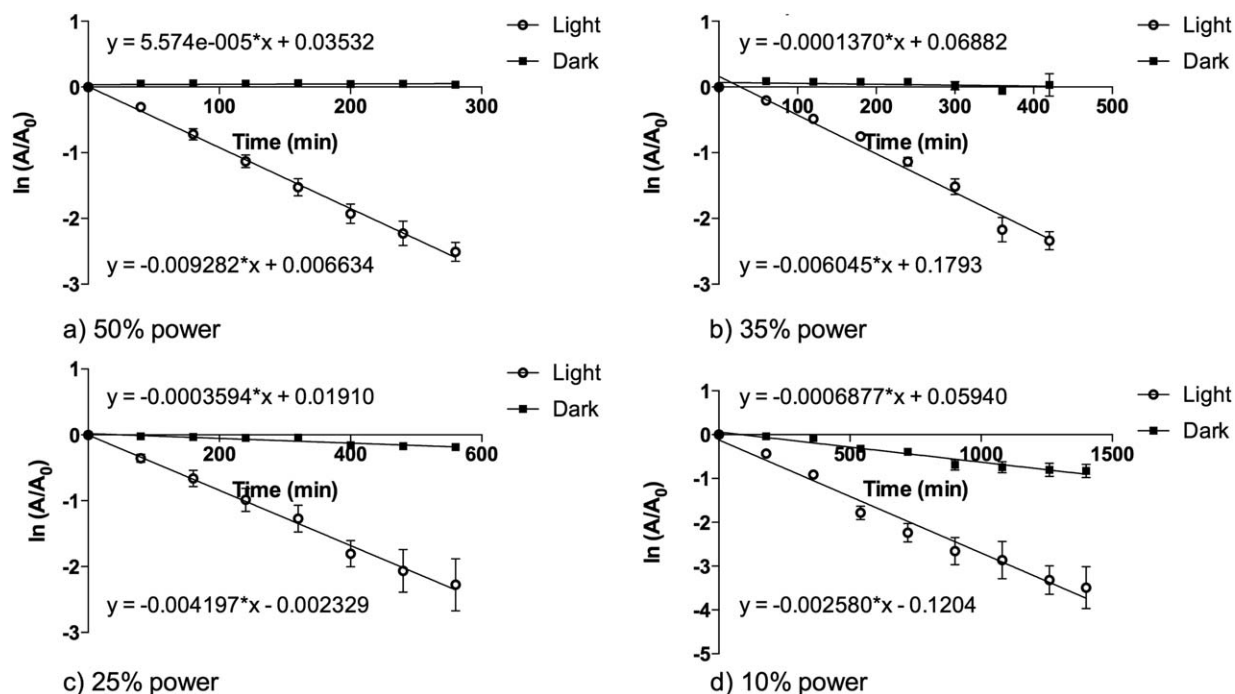 Light
Dark
y = 5.574e-005*x + 0.03532
1
0
-1
-2
-3
100
200
300
Time (min)
ln (A/A0)
y = -0.009282*x + 0.006634
a) 50% power
Light
Dark
y = -0.0001370*x + 0.06882
1
0
-1
-2
-3
100
200
300
400
500
Time (min)
ln (A/A0)
y = -0.006045*x + 0.1793
b) 35% power
Light
Dark
y = -0.0003594*x + 0.01910
1
0
-1
-2
-3
200
400
600
Time (min)
ln (A/A0)
y = -0.004197*x - 0.002329
c) 25% power
Light
Dark
y = -0.0006877*x + 0.05940
1
0
-1
-2
-3
-4
-5
500
1000
1500
Time (min)
ln (A/A0)
y = -0.002580*x - 0.1204
d) 10% power